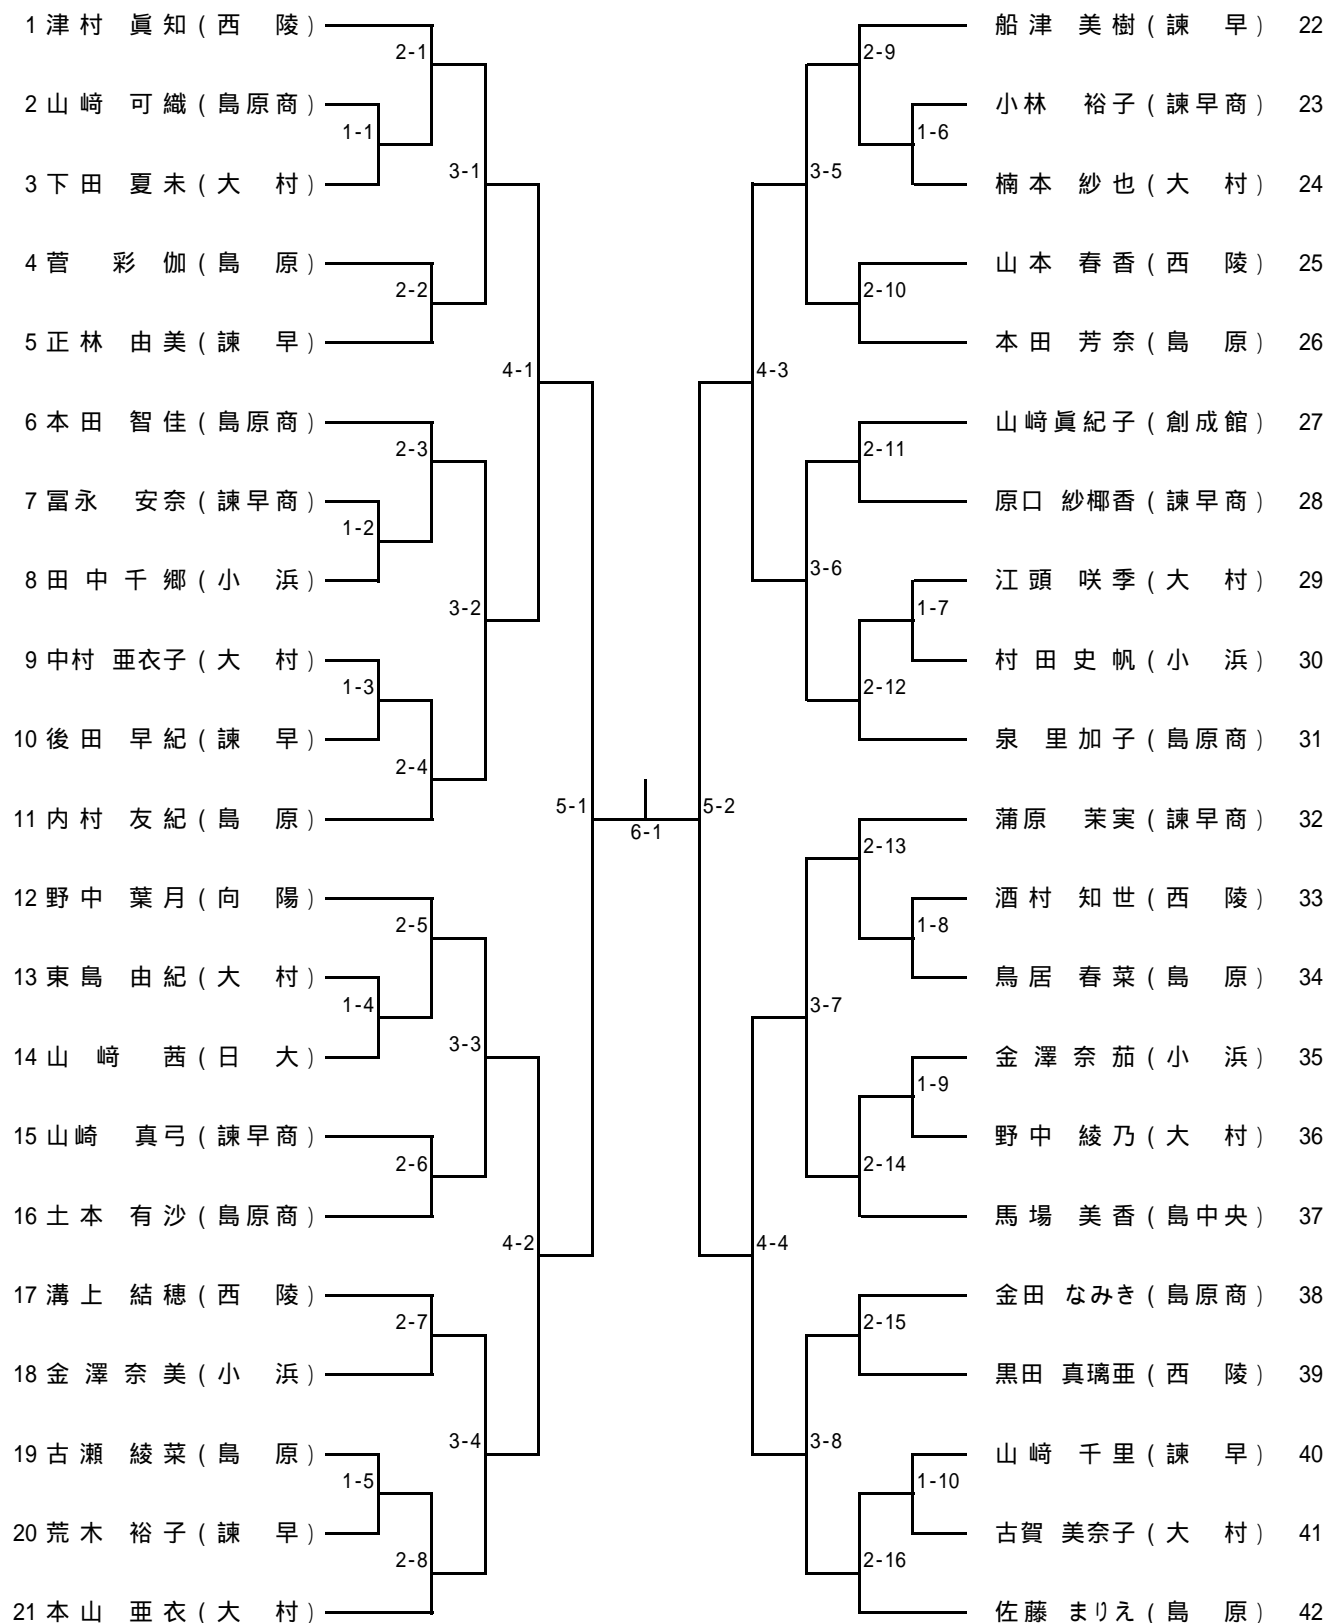 1 津村 眞知 (西 陵)
2-1
2 山﨑 可織 (島原商)
1-1
3 下田 夏未 (大 村)
3-1
4 菅 彩伽 (島 原)
2-2
5 正林 由美 (諫 早)
4-1
6 本田 智佳 (島原商)
2-3
7 冨永 安奈 (諫早商)
1-2
8 田中千郷 (小 浜)
3-2
9 中村 亜衣子 (大 村)
1-3
10 後田 早紀 (諫 早)
2-4
11 内村 友紀 (島 原)
5-1
12 野中 葉月 (向 陽)
2-5
13 東島 由紀 (大 村)
1-4
14 山﨑 茜 (日 大)
3-3
15 山崎 真弓 (諫早商)
2-6
16 土本 有沙 (島原商)
4-2
17 溝上 結穂 (西 陵)
2-7
18 金澤奈美 (小 浜)
3-4
19 古瀬 綾菜 (島 原)
1-5
20 荒木 裕子 (諫 早)
2-8
21 本山 亜衣 (大 村)
6-1
船津 美樹 (諫 早) 22
2-9
小林 裕子 (諫早商) 23
1-6
楠本 紗也 (大 村) 24
3-5
山本 春香 (西 陵) 25
2-10
本田 芳奈 (島 原) 26
4-3
山﨑眞紀子 (創成館) 27
2-11
原口 紗椰香 (諫早商) 28
3-6
江頭 咲季 (大 村) 29
1-7
村田史帆 (小 浜) 30
2-12
泉 里加子 (島原商) 31
5-2
蒲原 茉実 (諫早商) 32
2-13
酒村 知世 (西 陵) 33
1-8
鳥居 春菜 (島 原) 34
3-7
金澤奈茄 (小 浜) 35
1-9
野中 綾乃 (大 村) 36
2-14
馬場 美香 (島中央) 37
4-4
金田 なみき (島原商) 38
2-15
黒田 真璃亜 (西 陵) 39
3-8
山﨑 千里 (諫 早) 40
1-10
古賀 美奈子 (大 村) 41
2-16
佐藤 まりえ (島 原) 42